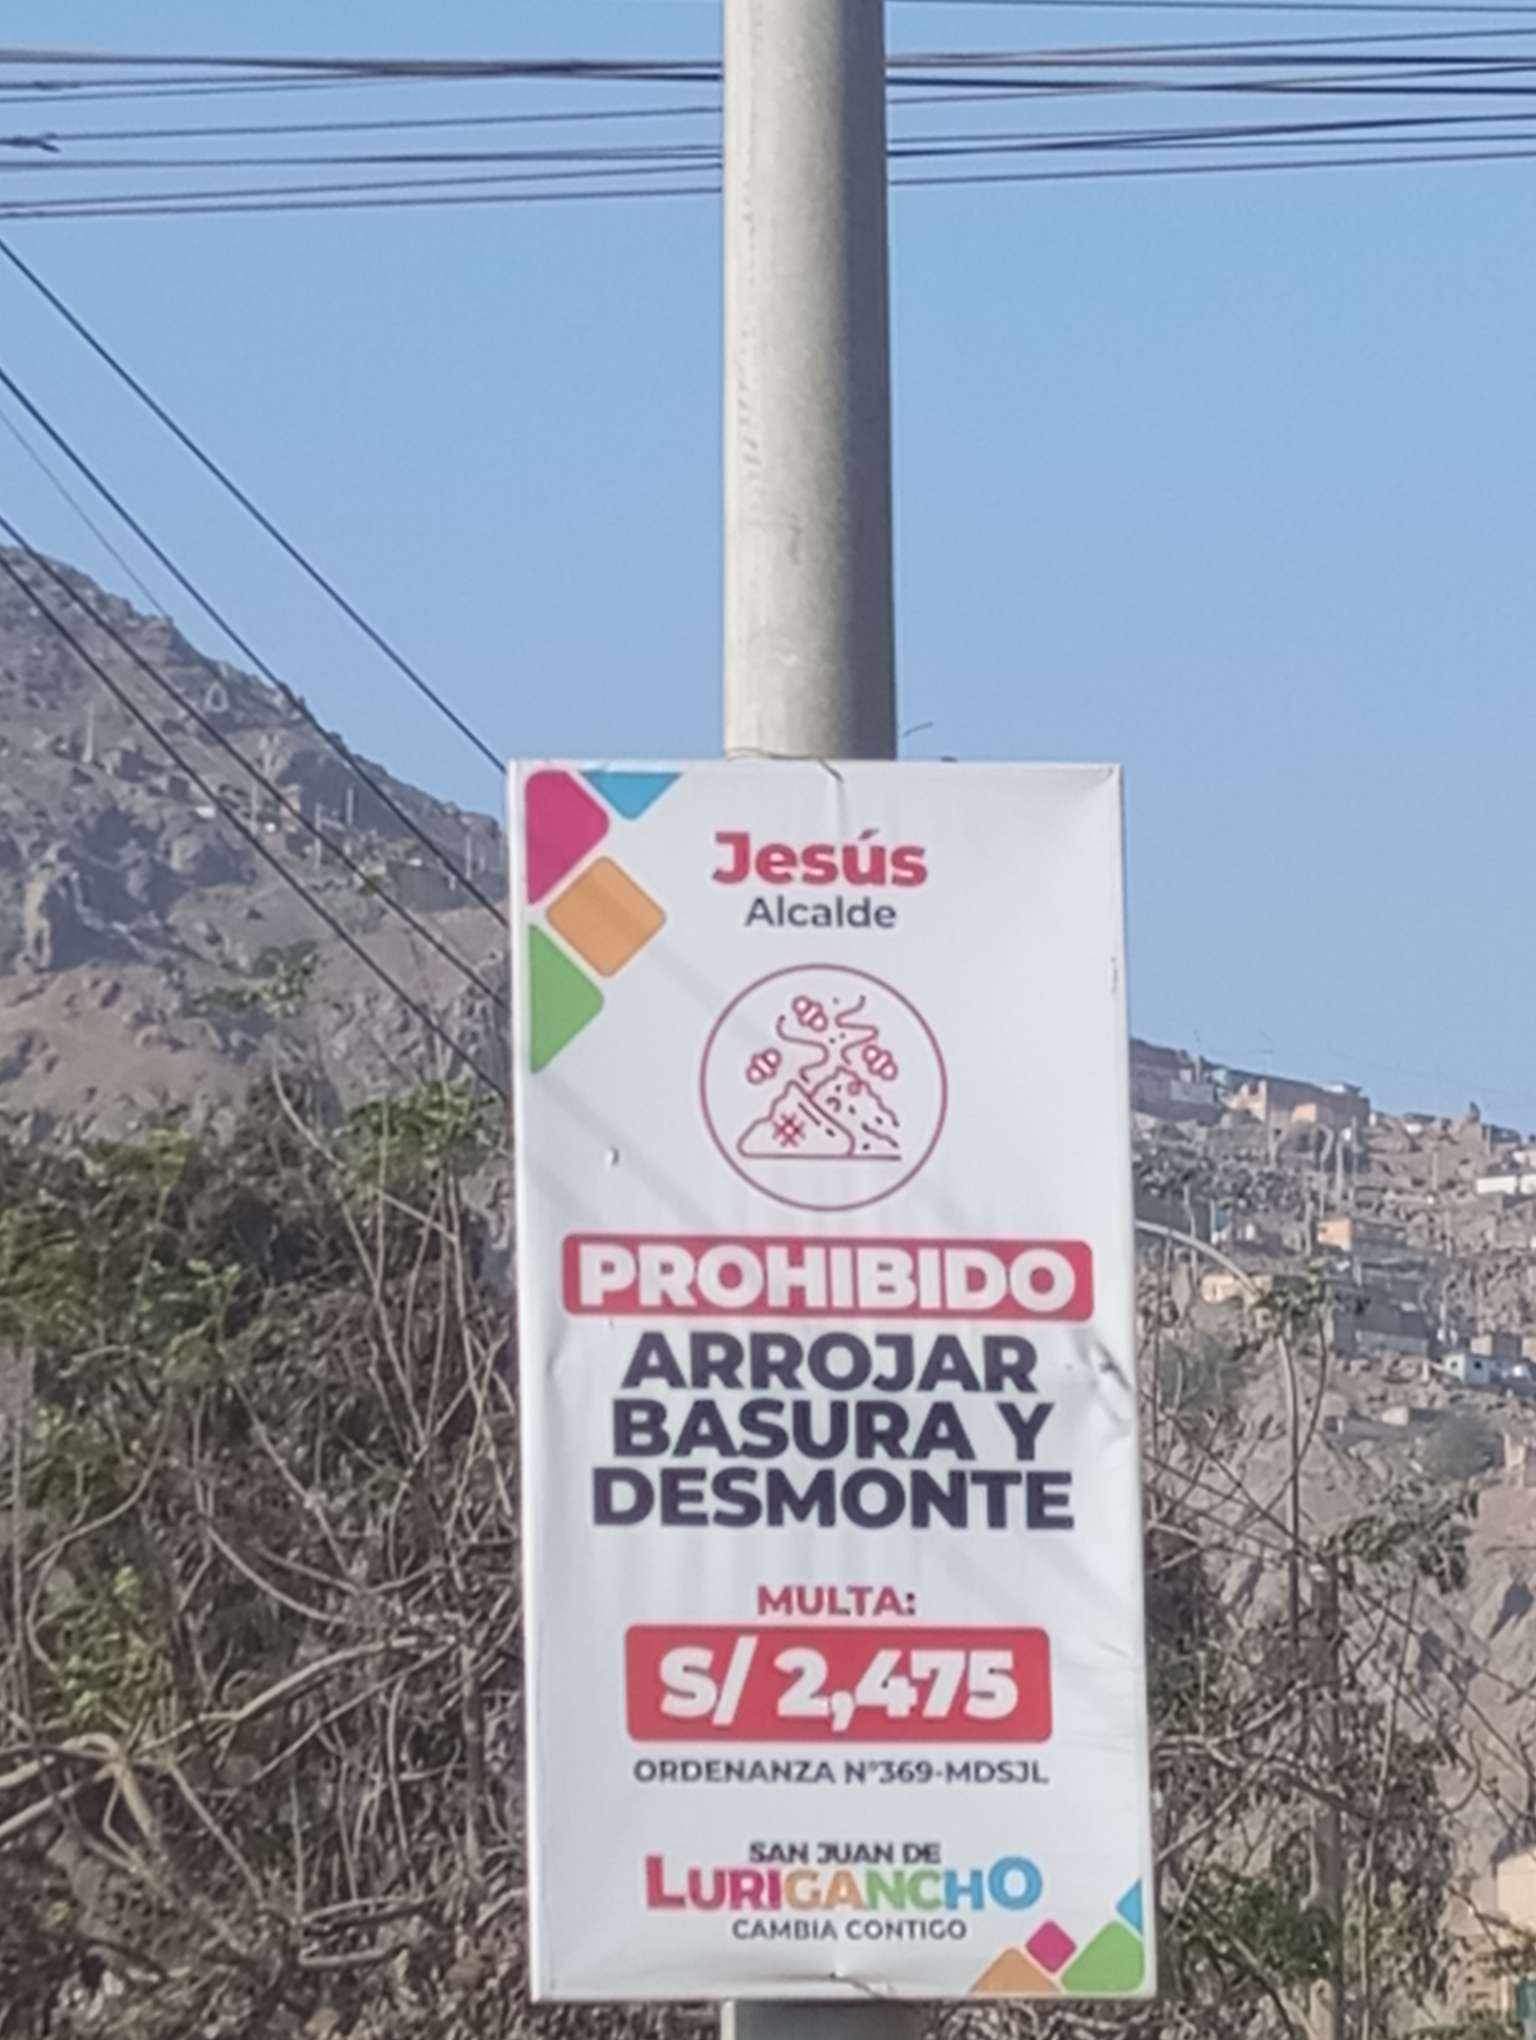 Jesús
Alcalde
PROHIBIDO
ARROJAR
BASURA Y
DESMONTE
MULTA:
S/ 2,475
ORDENANZA N°369-MDSJL
SAN JUAN DE
LURIGANCHO
CAMBIA CONTIGO